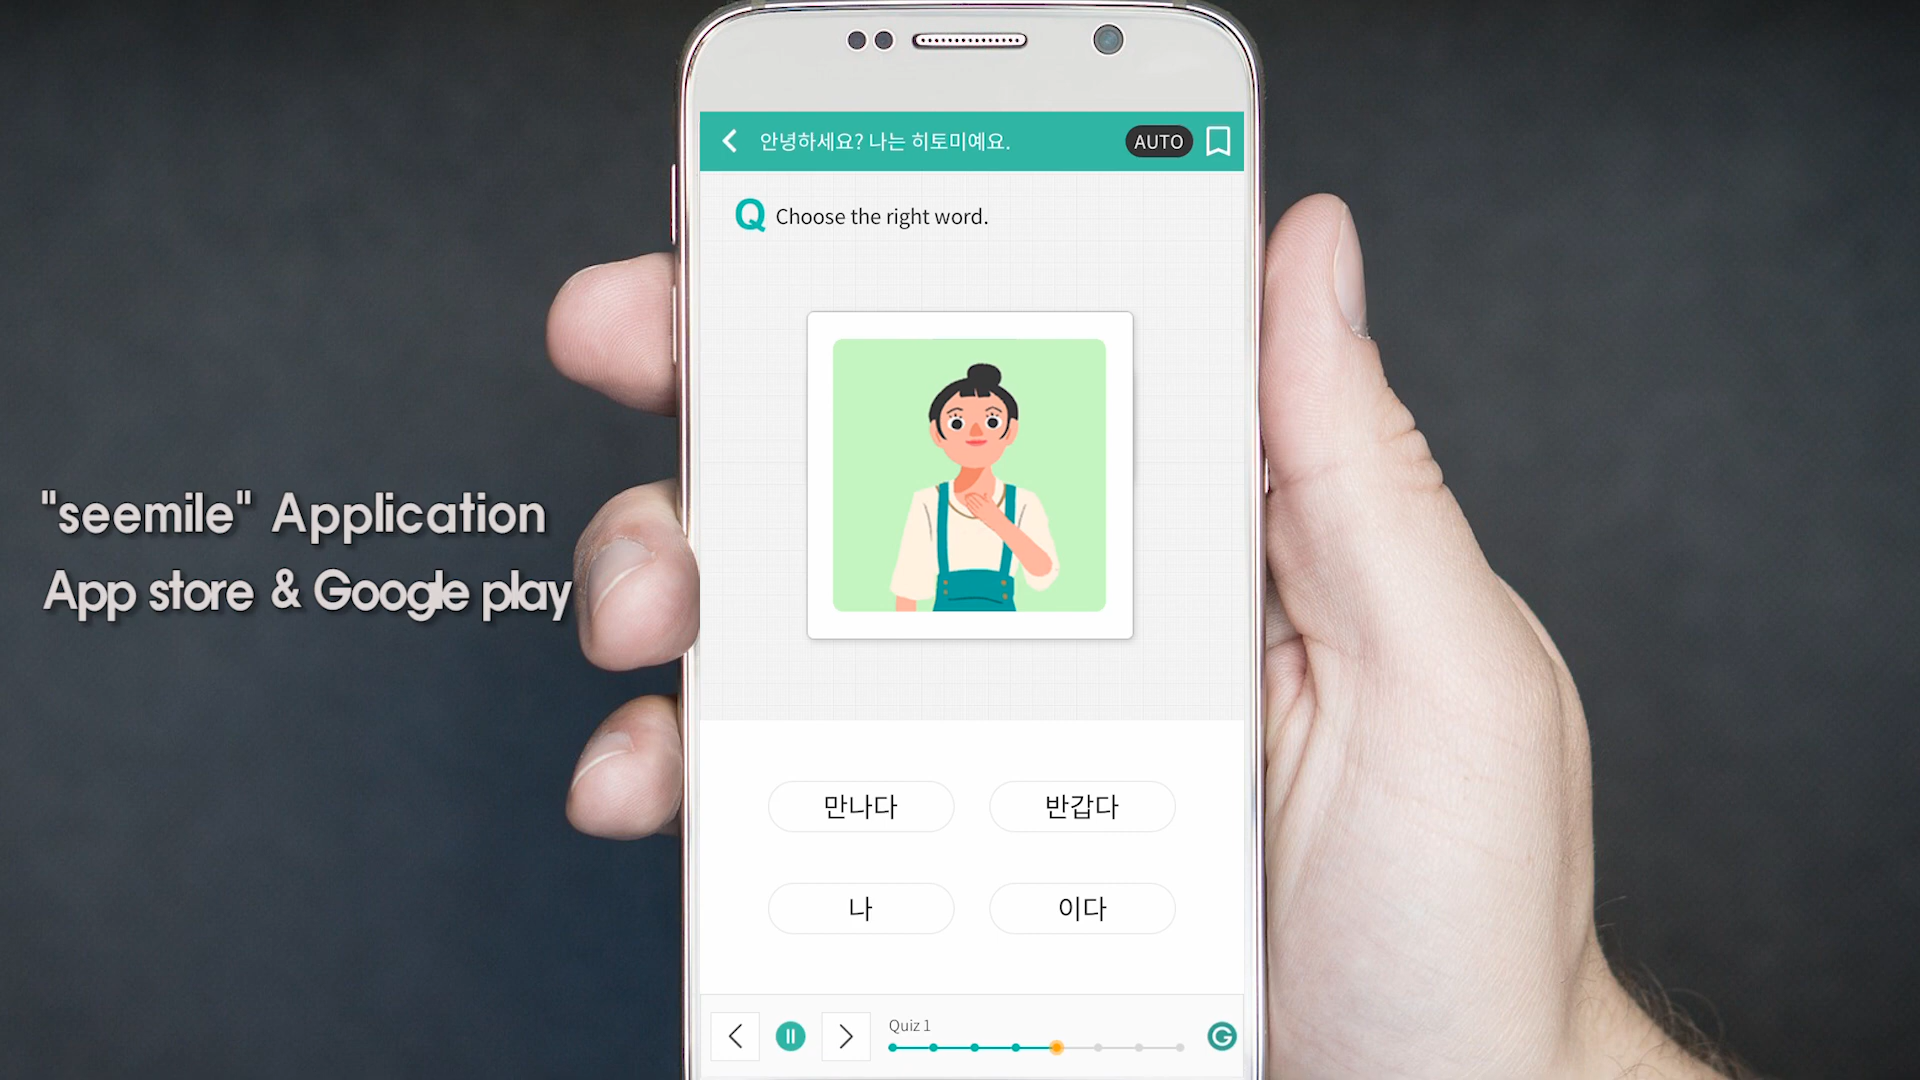 안녕하세요? 나는 히토미예요.
AUTO
Q Choose the right word.
"seemile" Application
App store & Google play
만나다
반갑다
나
이다
Quiz 1
G